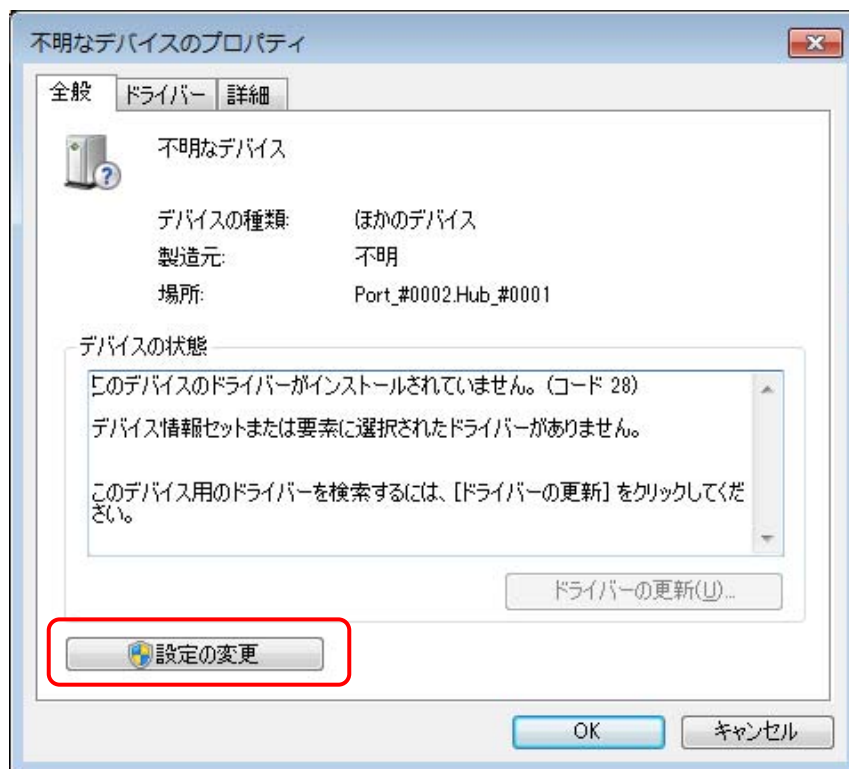 不明なデバイスのプロパティ
全般 ドライバー 詳細
不明なデバイス
デバイスの種類: ほかのデバイス
製造元: 不明
場所: Port_#0002.Hub_#0001
デバイスの状態
このデバイスのドライバーがインストールされていません。(コード 28)
デバイス情報セットまたは要素に選択されたドライバーがありません。
このデバイス用のドライバーを検索するには、[ドライバーの更新] をクリックしてくだ
さい。
ドライバーの更新(U)...
設定の変更
OK キャンセル